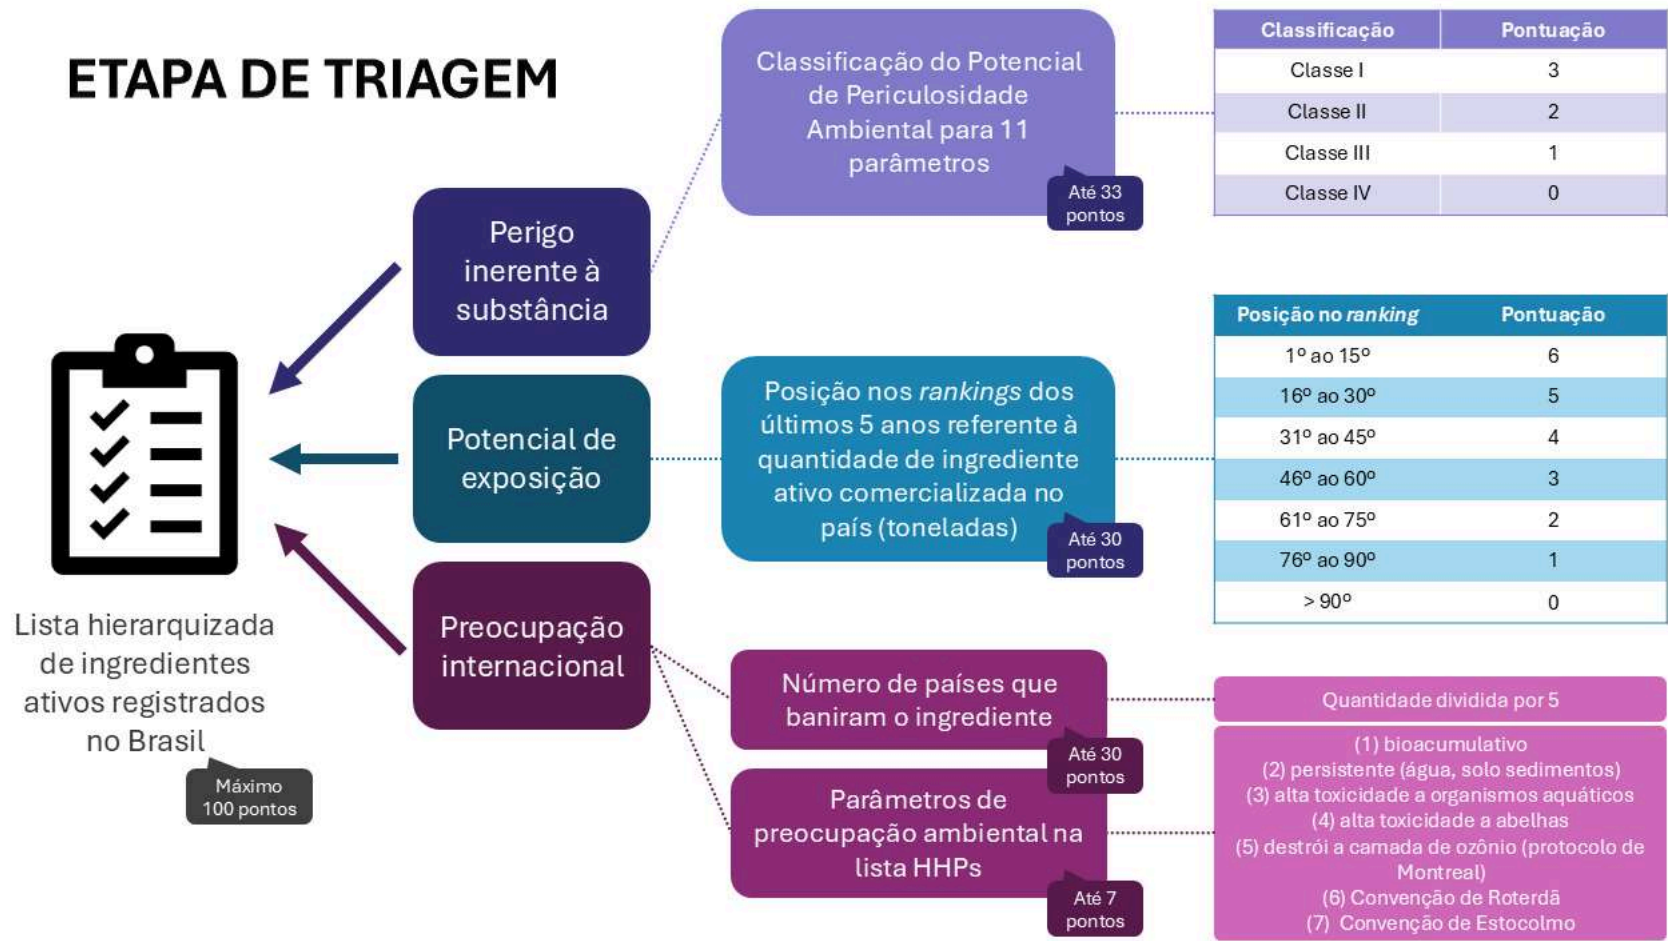 ETAPA DE TRIAGEM
Lista hierarquizada
de ingredientes
ativos registrados
no Brasil
Máximo
100 pontos
Perigo
inerente à
substância
Classificação do Potencial
de Periculosidade
Ambiental para 11
parâmetros
Até 33
pontos
Classificação Pontuação
Classe I 3
Classe II 2
Classe III 1
Classe IV 0
Potencial de
exposição
Posição nos rankings dos
últimos 5 anos referente à
quantidade de ingrediente
ativo comercializada no
país (toneladas)
Até 30
pontos
Posição no ranking Pontuação
1º ao 15º 6
16º ao 30º 5
31º ao 45º 4
46º ao 60º 3
61º ao 75º 2
76º ao 90º 1
> 90º 0
Preocupação
internacional
Número de países que
baniram o ingrediente
Até 30
pontos
Quantidade dividida por 5
Parâmetros de
preocupação ambiental na
lista HHPs
Até 7
pontos
(1) bioacumulativo
(2) persistente (água, solo sedimentos)
(3) alta toxicidade a organismos aquáticos
(4) alta toxicidade a abelhas
(5) destrói a camada de ozônio (protocolo de
Montreal)
(6) Convenção de Roterdã
(7) Convenção de Estocolmo